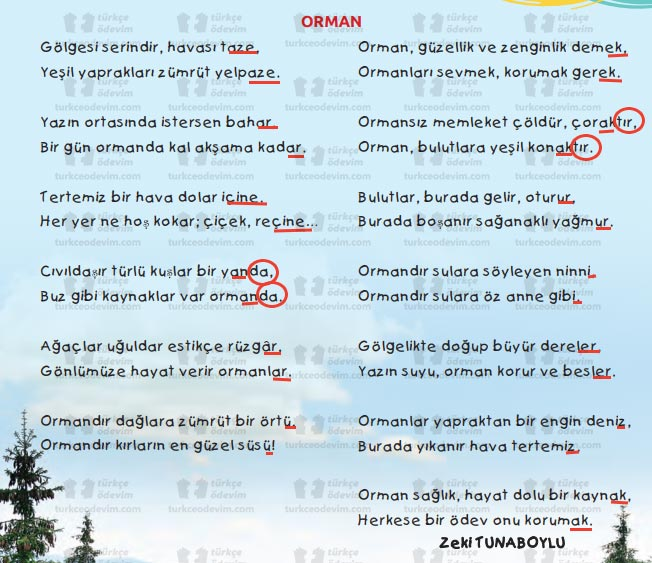 ORMAN
Gölgesi serindir, havası taze,
Yeşil yaprakları zümrüt yelpaze.
Yazın ortasında istersen bahar.
Bir gün ormanda kal akşama kadar.
Tertemiz bir hava dolar içine.
Her yer ne hoş kokar; çiçek, reçine...
Cıvıldaşır türlü kuşlar bir yanda,
Buz gibi kaynaklar var ormanda,
Ağaçlar uğuldar estikçe rüzgâr,
Gönlümüze hayat verir ormanlar.
Ormandır dağlara zümrüt bir örtü,
Ormandır kırların en güzel süsü!
Orman, güzellik ve zenginlik demek,
Ormanları sevmek, korumak gerek.
Ormansız memleket çöldür, çoraktır,
Orman, bulutlara yeşil konaktır.
Bulutlar, burada gelir, oturur,
Burada boşanır sağanaklı yağmur.
Ormandır sulara söyleyen ninni
Ormandır sulara öz anne gibi,
Gölgelikte doğup büyür dereler
Yazın suyu, orman korur ve besler.
Ormanlar yapraktan bir engin deniz,
Burada yıkanır hava tertemiz.
Orman sağlık, hayat dolu bir kaynak,
Herkese bir ödev onu korumak.
Zeki TUNABOYLU
türkçe ödevim
turkceodevim.com